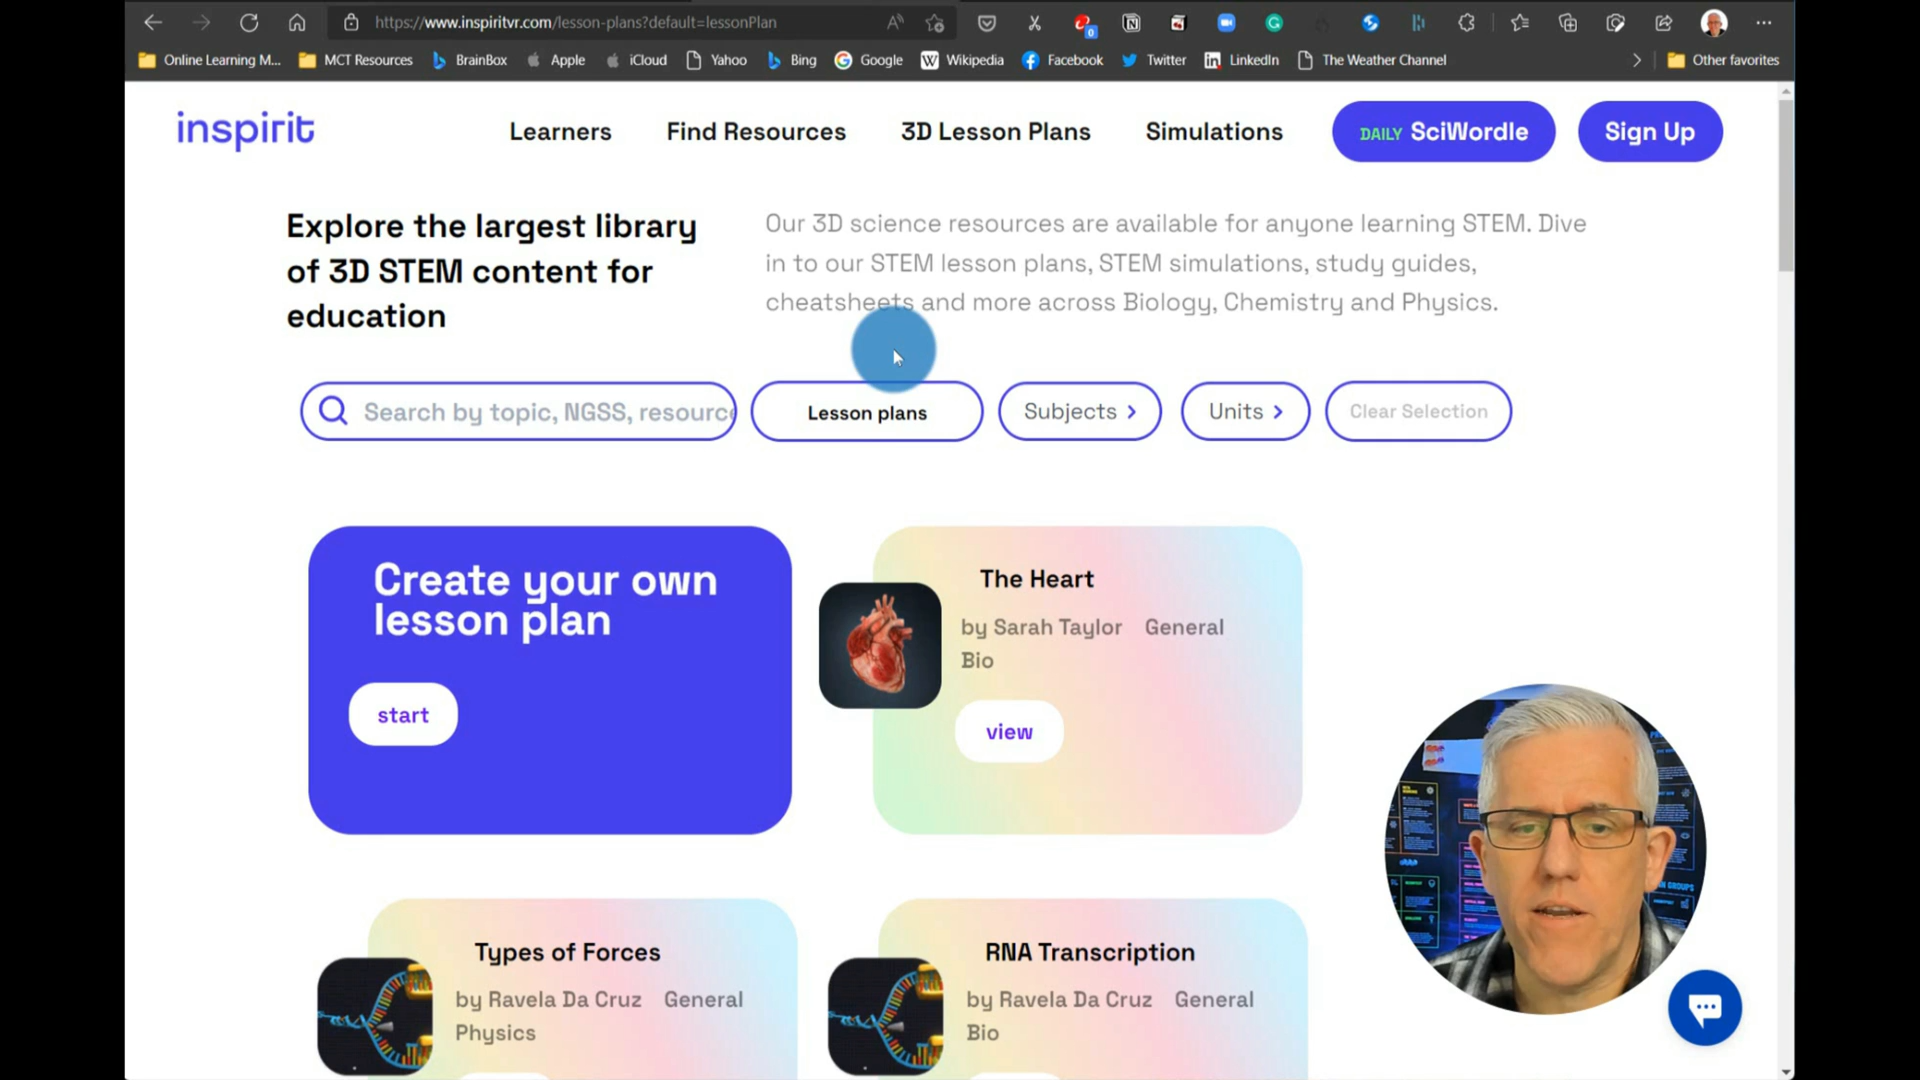 https://www.inspiritvr.com/lesson-plans?default=lessonPlan
Online Learning M... MCT Resources BrainBox Apple iCloud Yahoo Bing Google Wikipedia Facebook Twitter LinkedIn The Weather Channel Other favorites
inspirit Learners Find Resources 3D Lesson Plans Simulations DAILY SciWordle Sign Up
Explore the largest library
of 3D STEM content for
education
Our 3D science resources are available for anyone learning STEM. Dive
in to our STEM lesson plans, STEM simulations, study guides,
cheatsheets and more across Biology, Chemistry and Physics.
Search by topic, NGSS, resourc Lesson plans Subjects Units Clear Selection
Create your own
lesson plan
start
The Heart
by Sarah Taylor General
Bio
view
Types of Forces
by Ravela Da Cruz General
Physics
RNA Transcription
by Ravela Da Cruz General
Bio